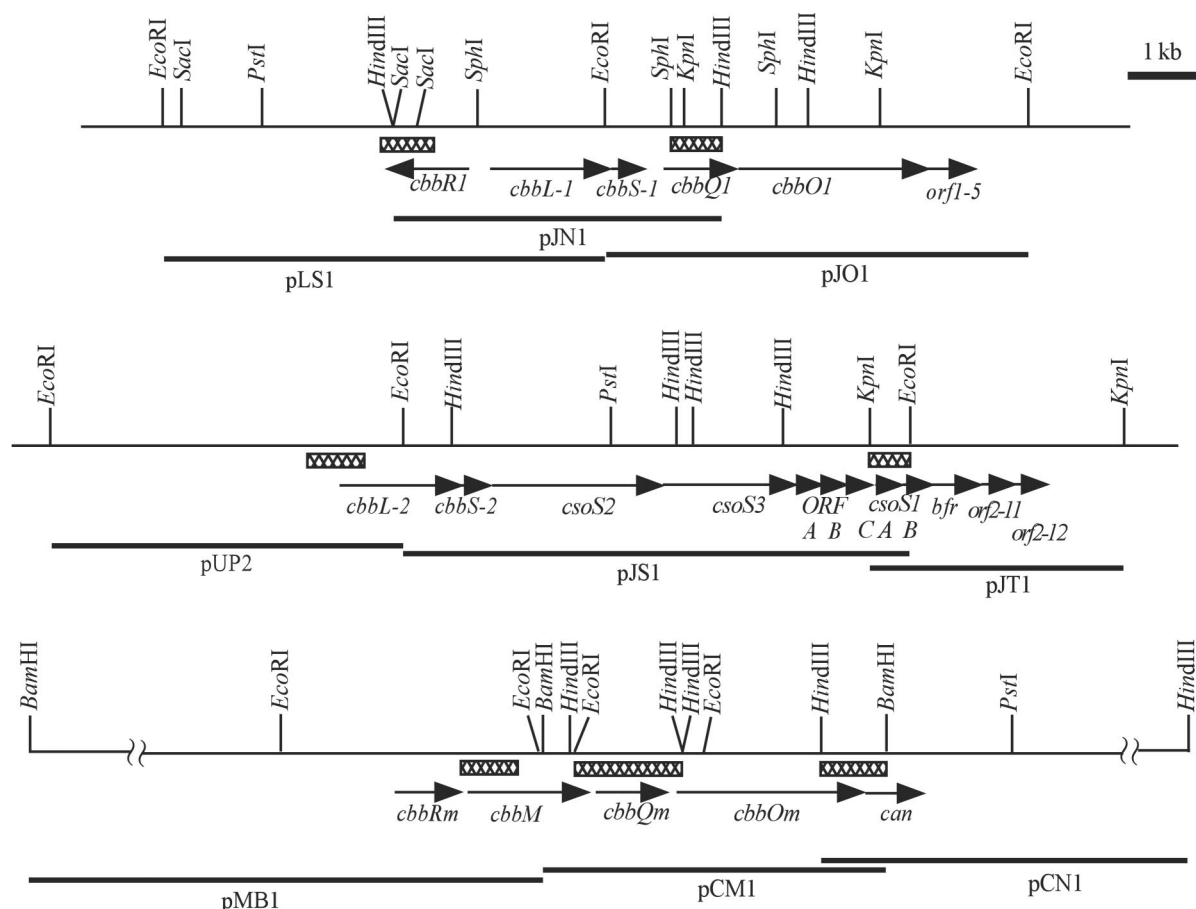 EcoRI SacI PstI HindIII SacI SacI SphI EcoRI SphI KpnI HindIII SphI HindIII KpnI EcoRI
1 kb
cbbR1 cbbL-1 cbbS-1 cbbQ1 cbbO1 orf1-5
pJN1
pLS1 pJO1
EcoRI EcoRI HindIII PstI HindIII HindIII HindIII KpnI EcoRI KpnI
cbbL-2 cbbS-2 csoS2 csoS3 ORF csoS1 bfr orf2-11
A B C A B orf2-12
pUP2 pJS1 pJT1
BamHI EcoRI EcoRI BamHI HindIII EcoRI HindIII HindIII EcoRI HindIII BamHI PstI HindIII
cbbRm cbbM cbbQm cbbOm can
pMB1 pCM1 pCN1